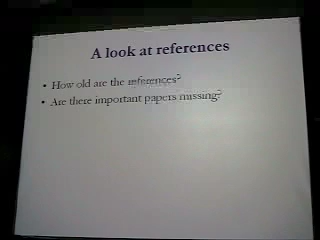 A look at references
• How old are the references?
• Are there important papers missing?